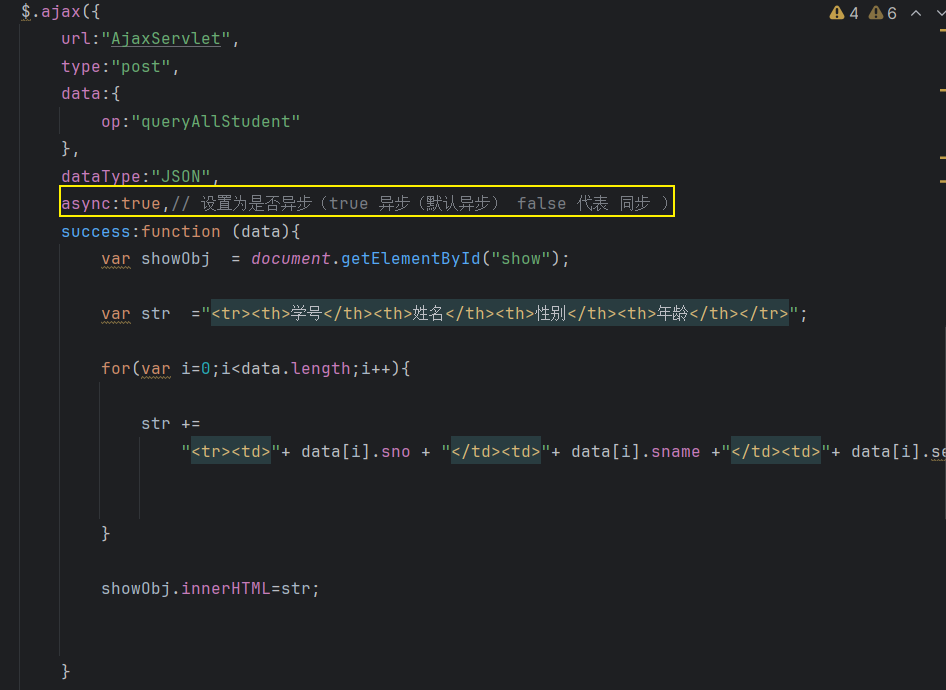 $.ajax({
4 6
url:"AjaxServlet",
type:"post",
data:{
op:"queryAllStudent"
},
dataType:"JSON",
async:true,// 设置为是否异步（true 异步（默认异步） false 代表 同步 ）
success:function (data){
var showObj  = document.getElementById("show");
var str  ="<tr><th>学号</th><th>姓名</th><th>性别</th><th>年龄</th></tr>";
for(var i=0;i<data.length;i++){
str +=
"<tr><td>"+ data[i].sno + "</td><td>"+ data[i].sname +"</td><td>"+ data[i].se
}
showObj.innerHTML=str;
}